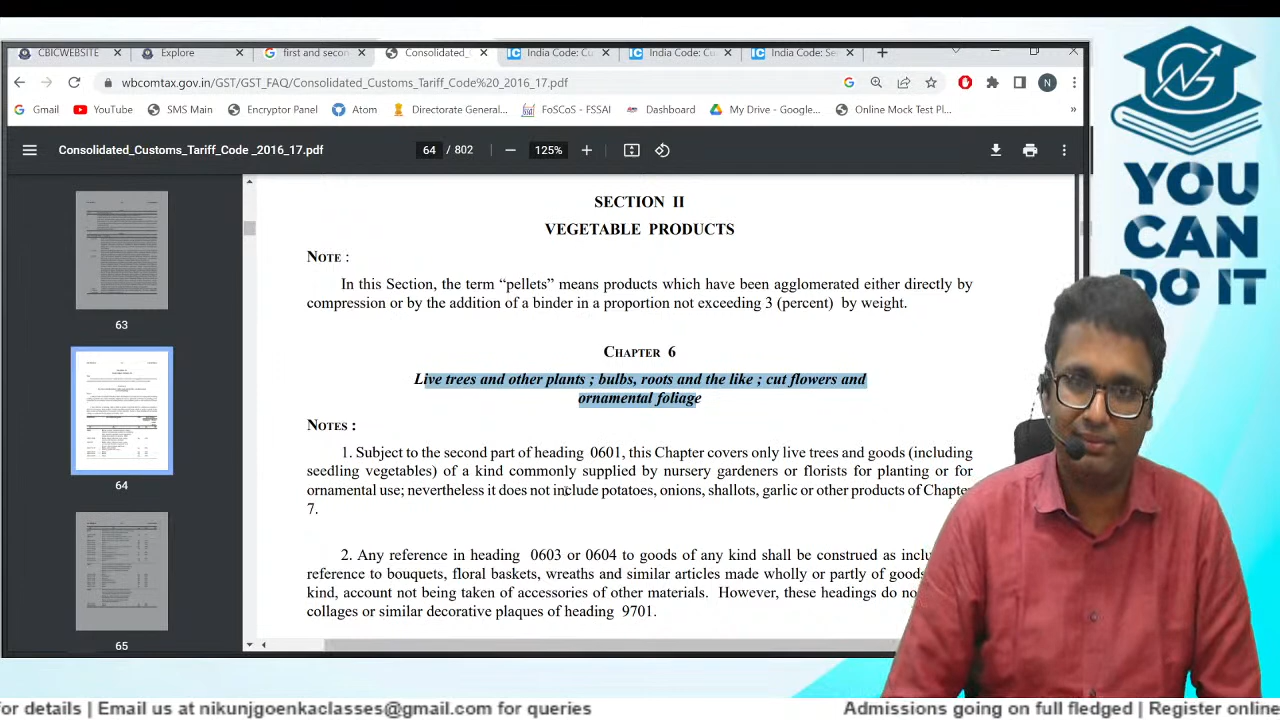 CBICWEBSITE
Explore
first and secon
Consolidated_
India Code: Cu
India Code: Cu
India Code: Se
wbcomtax.gov.in/GST/GST_FAQ/Consolidated_Customs_Tariff_Code%20_2016_17.pdf
N
Gmail
YouTube
SMS Main
Encryptor Panel
Atom
Directorate Gene
FoSCoS - FSSAI
Dashboard
My Drive - Google...
Online Mock Test Pl...
»
Consolidated_Customs_Tariff_Code _2016_17.pdf
64 / 802
125%
63
64
65
SECTION II
VEGETABLE PRODUCTS
NOTE :
In this Section, the term “pellets” means products which have been agglomerated either directly by
compression or by the addition of a binder in a proportion not exceeding 3 (percent) by weight.
CHAPTER 6
Live trees and other plants ; bulbs, roots and the like ; cut flowers and
ornamental foliage
NOTES :
1. Subject to the second part of heading 0601, this Chapter covers only live trees and goods (including
seedling vegetables) of a kind commonly supplied by nursery gardeners or florists for planting or for
ornamental use; nevertheless it does not include potatoes, onions, shallots, garlic or other products of Chapter
7.
2. Any reference in heading 0603 or 0604 to goods of any kind shall be construed as inclu
reference to bouquets, floral baskets, wreaths and similar articles made wholly or partly of goods
kind, account not being taken of accessories of other materials. However, these headings do no
collages or similar decorative plaques of heading 9701.
YOU
CAN
DO IT
for details | Email us at nikunjgoenkaclasses@gmail.com for queries
Admissions going on full fledged | Register online